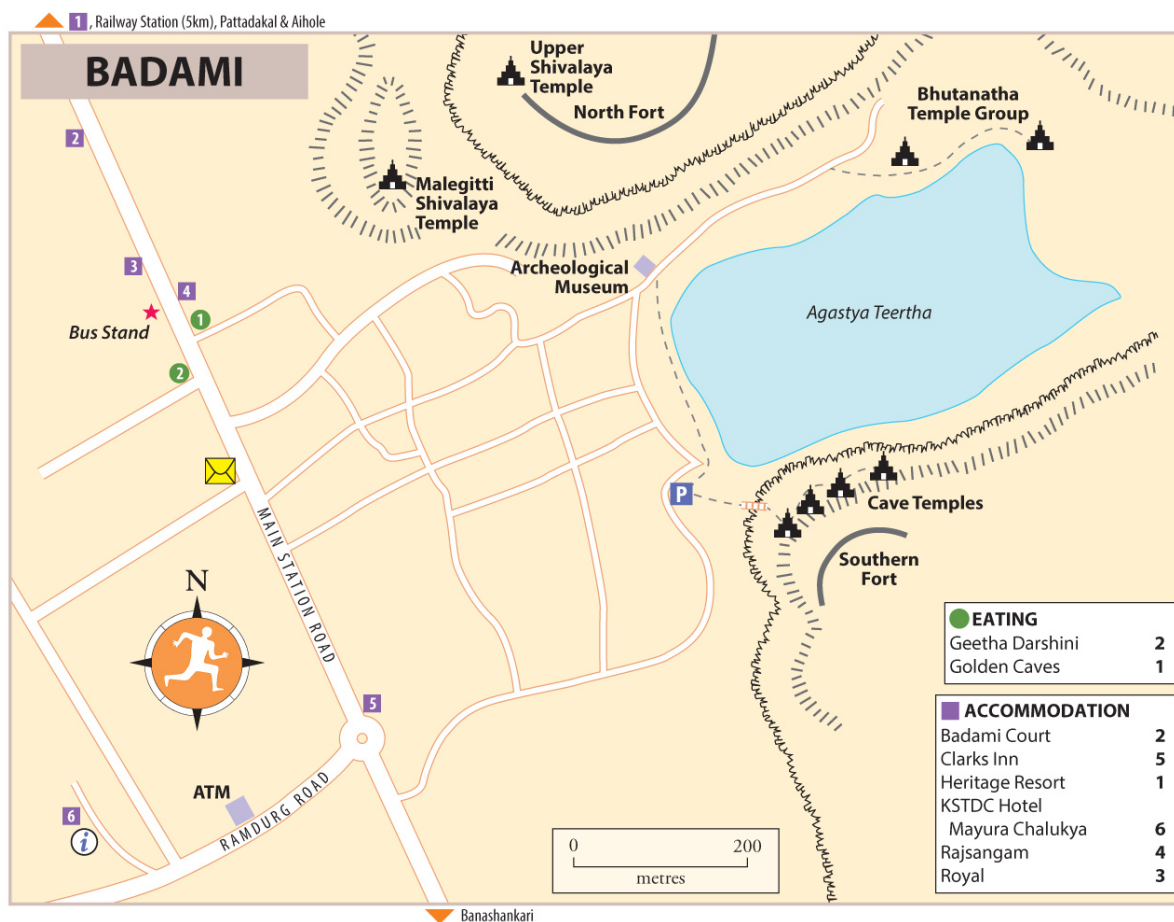 1 , Railway Station (5km), Pattadakal & Aihole
BADAMI
Upper
Shivalaya
Temple
North Fort
Bhutanatha
Temple Group
2
Malegitti
Shivalaya
Temple
3
Archeological
Museum
4
Bus Stand
1
Agastya Teertha
2
P
Cave Temples
MAIN STATION ROAD
Southern
Fort
N
5
ATM
RAMDURG ROAD
6
i
0 200
metres
EATING
Geetha Darshini 2
Golden Caves 1
ACCOMMODATION
Badami Court 2
Clarks Inn 5
Heritage Resort 1
KSTDC Hotel
Mayura Chalukya 6
Rajsangam 4
Royal 3
Banashankari